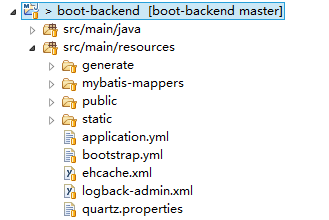 > boot-backend [boot-backend master]
src/main/java
src/main/resources
generate
mybatis-mappers
public
static
application.yml
bootstrap.yml
ehcache.xml
logback-admin.xml
quartz.properties